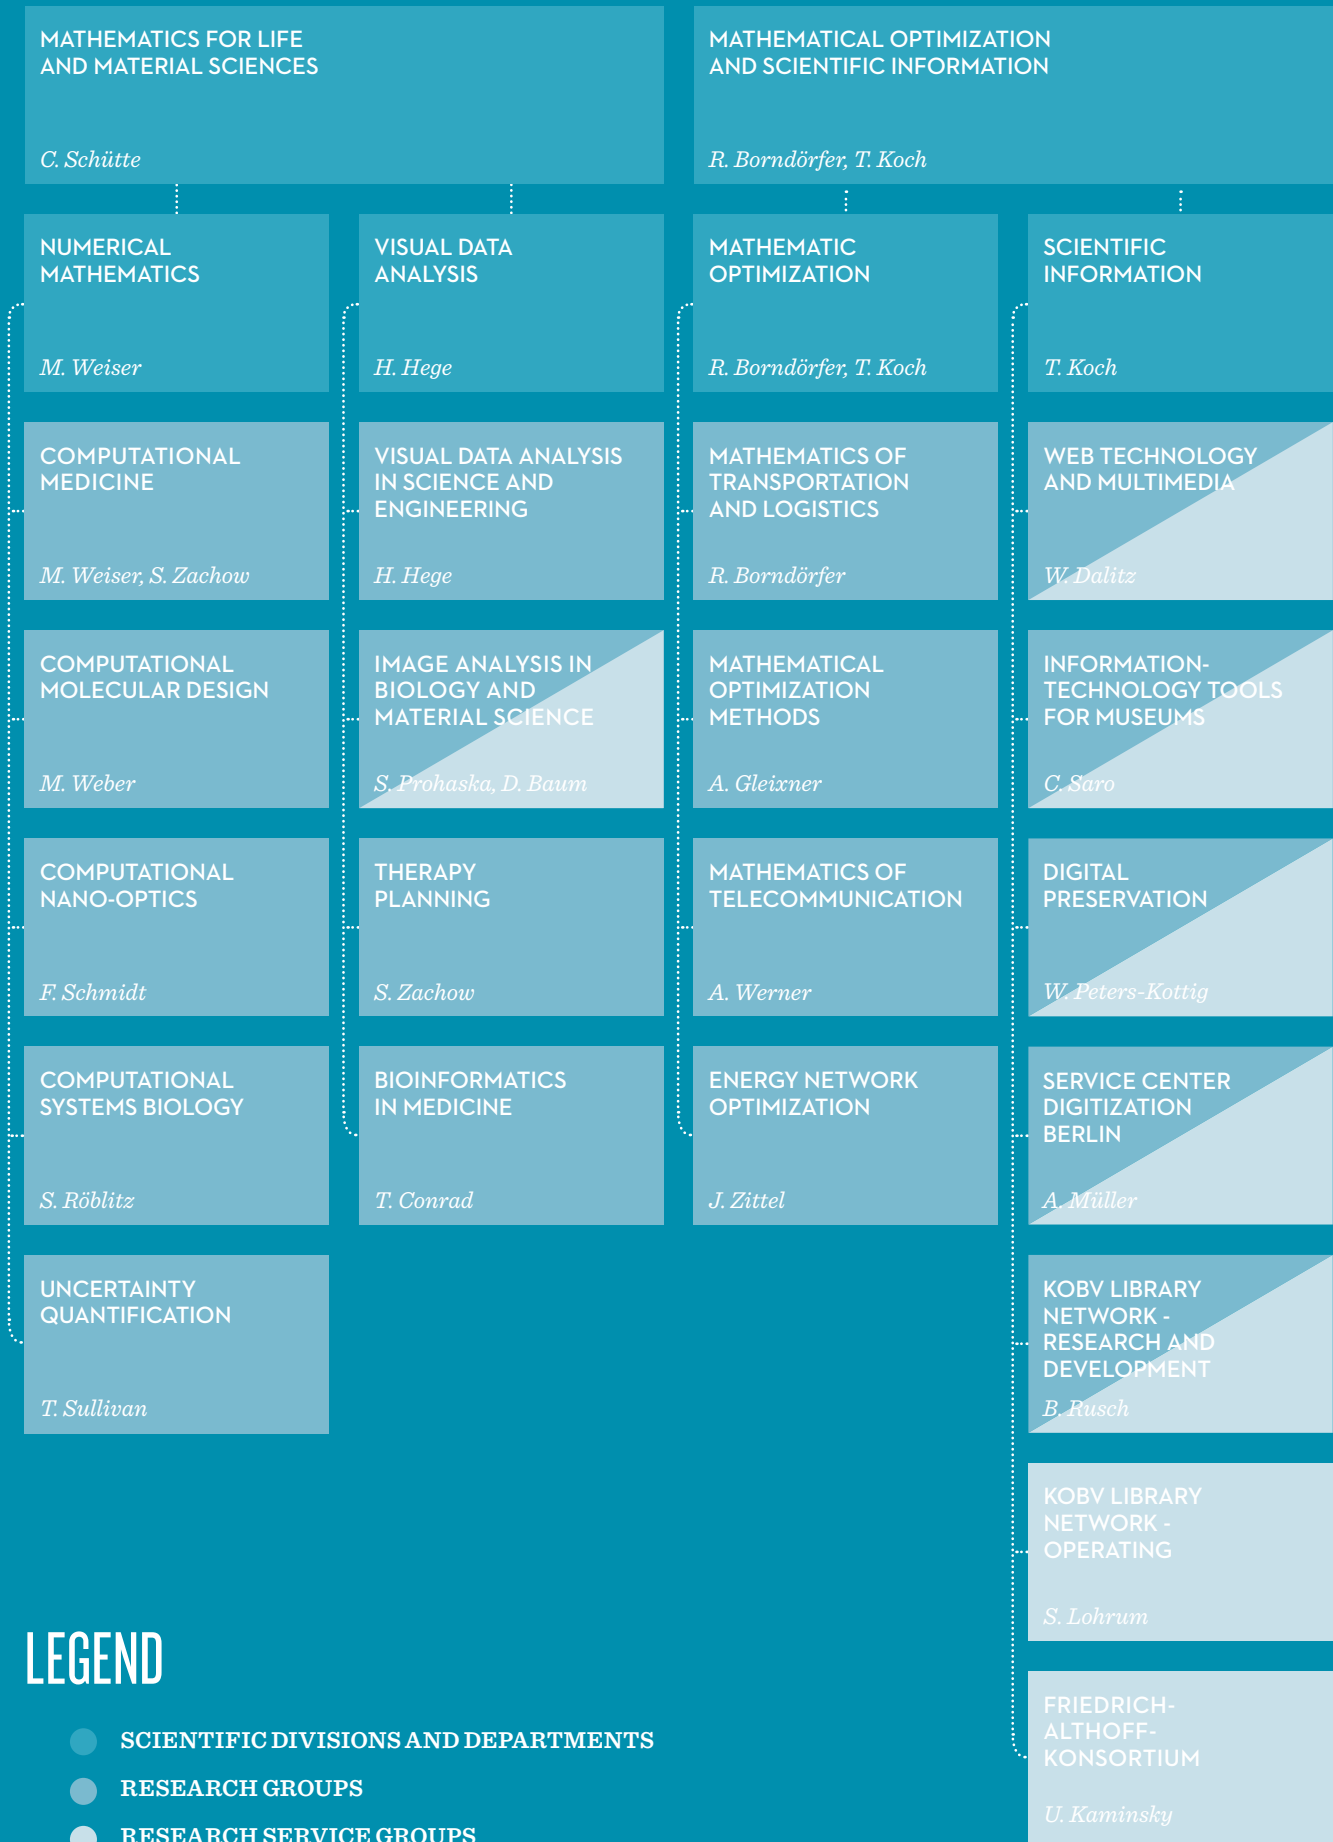 MATHEMATICS FOR LIFE
AND MATERIAL SCIENCES
C. Schütte
MATHEMATICAL OPTIMIZATION
AND SCIENTIFIC INFORMATION
R. Borndörfer, T. Koch
NUMERICAL
MATHEMATICS
M. Weiser
COMPUTATIONAL
MEDICINE
M. Weiser, S. Zachow
COMPUTATIONAL
MOLECULAR DESIGN
M. Weber
COMPUTATIONAL
NANO-OPTICS
F. Schmidt
COMPUTATIONAL
SYSTEMS BIOLOGY
S. Röblitz
UNCERTAINTY
QUANTIFICATION
T. Sullivan
VISUAL DATA
ANALYSIS
H. Hege
VISUAL DATA ANALYSIS
IN SCIENCE AND
ENGINEERING
H. Hege
IMAGE ANALYSIS IN
BIOLOGY AND
MATERIAL SCIENCE
S. Prohaska, D. Baum
THERAPY
PLANNING
S. Zachow
BIOINFORMATICS
IN MEDICINE
T. Conrad
MATHEMATIC
OPTIMIZATION
R. Borndörfer, T. Koch
MATHEMATICS OF
TRANSPORTATION
AND LOGISTICS
R. Borndörfer
MATHEMATICAL
OPTIMIZATION
METHODS
A. Gleixner
MATHEMATICS OF
TELECOMMUNICATION
A. Werner
ENERGY NETWORK
OPTIMIZATION
J. Zittel
SCIENTIFIC
INFORMATION
T. Koch
WEB TECHNOLOGY
AND MULTIMEDIA
W. Dalitz
INFORMATION-
TECHNOLOGY TOOLS
FOR MUSEUMS
C. Saro
DIGITAL
PRESERVATION
W. Peters-Kottig
SERVICE CENTER
DIGITIZATION
BERLIN
A. Müller
KOBV LIBRARY
NETWORK -
RESEARCH AND
DEVELOPMENT
B. Rusch
KOBV LIBRARY
NETWORK -
OPERATING
S. Lohrum
FRIEDRICH-
ALTHOFF-
KONSORTIUM
U. Kaminsky
LEGEND
SCIENTIFIC DIVISIONS AND DEPARTMENTS
RESEARCH GROUPS
RESEARCH SERVICE GROUPS